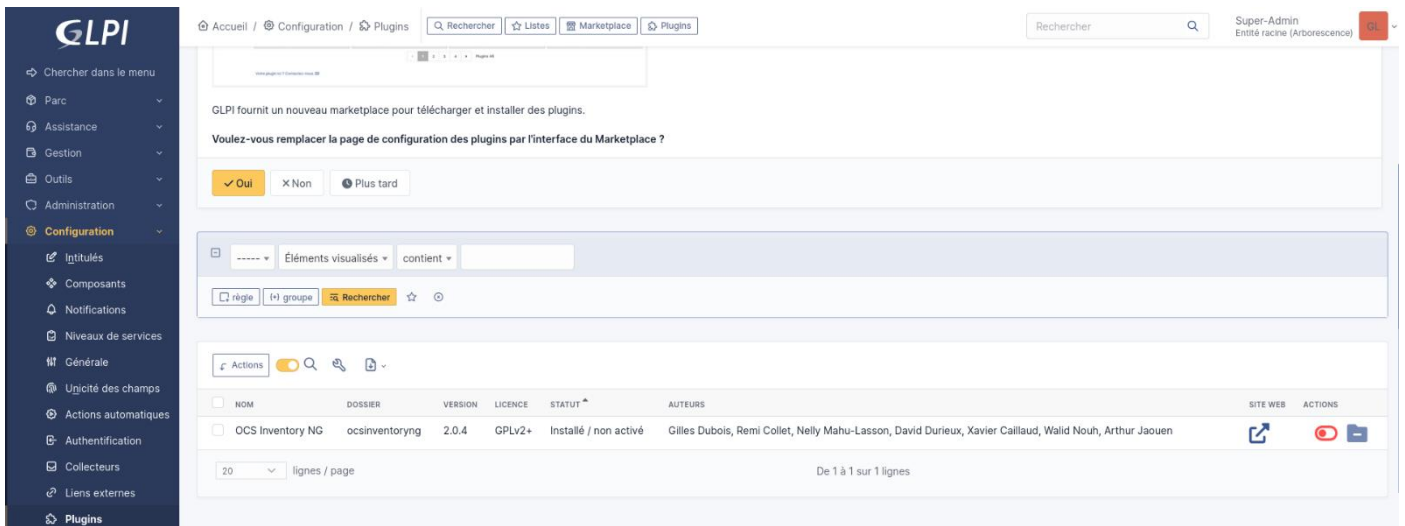 GLPI
Accueil / Configuration / Plugins Rechercher Listes Marketplace Plugins
Rechercher
Super-Admin
Entité racine (Arborescence)
GL
Chercher dans le menu
Parc
Assistance
Gestion
Outils
Administration
Configuration
Intitulés
Composants
Notifications
Niveaux de services
Générale
Unicité des champs
Actions automatiques
Authentification
Collecteurs
Liens externes
Plugins
GLPI fournit un nouveau marketplace pour télécharger et installer des plugins.
Voulez-vous remplacer la page de configuration des plugins par l'interface du Marketplace ?
Oui Non Plus tard
----- Éléments visualisés contient
règle groupe Rechercher
Actions
NOM DOSSIER VERSION LICENCE STATUT AUTEURS SITE WEB ACTIONS
OCS Inventory NG ocsinventoryng 2.0.4 GPLv2+ Installé / non activé Gilles Dubois, Remi Collet, Nelly Mahu-Lasson, David Durieux, Xavier Caillaud, Walid Nouh, Arthur Jaouen
20 lignes / page De 1 à 1 sur 1 lignes